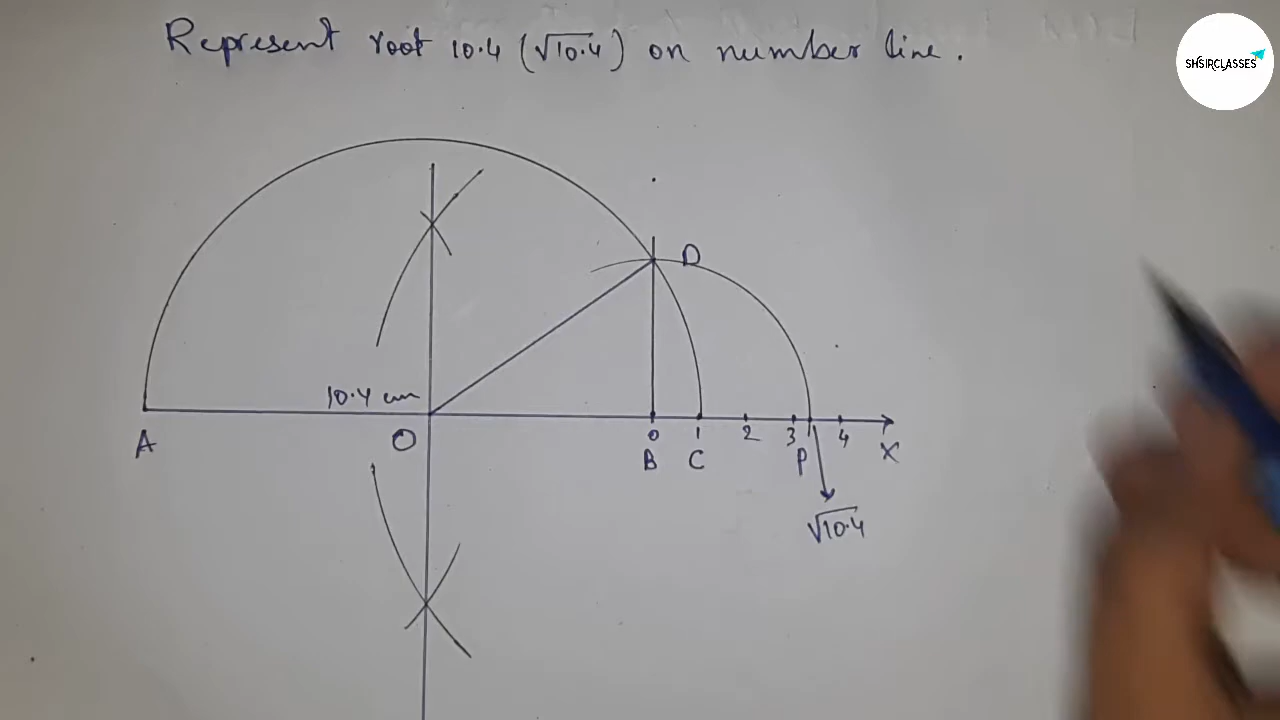 Represent root 10.4 (√10.4) on number line.
SHSIRCLASSES
D
10.4 cm
A O 0 1 2 3 4
B C P X
√10.4